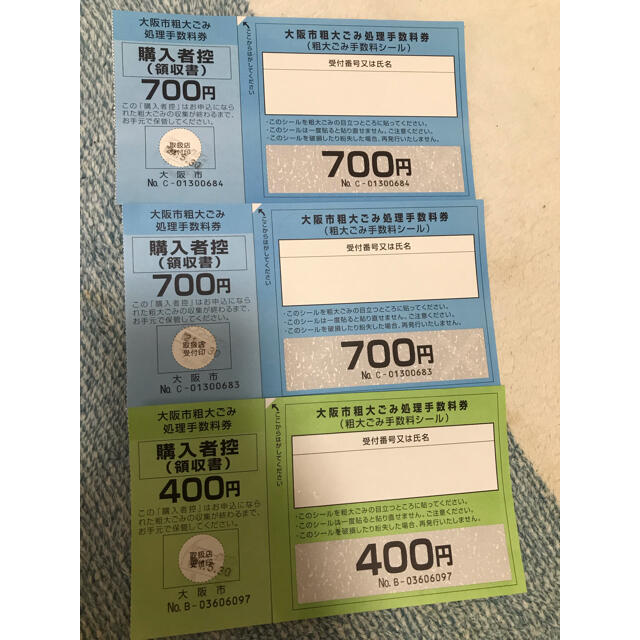 大阪市粗大ごみ
処理手数料券
購入者控
(領収書)
700円
この「購入者控」はお申込になら
れた粗大ごみの収集が終わるまで、
お手元で保管してください。
取扱店
受付印
大阪市
No. C-01300684
ここからはがしてください
大阪市粗大ごみ処理手数料券
(粗大ごみ手数料シール)
受付番号又は氏名
・このシールを粗大ごみの目立つところに貼ってください。
・このシールは一度貼ると貼り直せません。ご注意ください。
・このシールを破損したり紛失した場合、再発行いたしません。
700円
No. C-01300684
大阪市粗大ごみ
処理手数料券
購入者控
(領収書)
700円
この「購入者控」はお申込になら
れた粗大ごみの収集が終わるまで、
お手元で保管してください。
取扱店
受付印
大阪市
No. C-01300683
ここからはがしてください
大阪市粗大ごみ処理手数料券
(粗大ごみ手数料シール)
受付番号又は氏名
・このシールを粗大ごみの目立つところに貼ってください。
・このシールは一度貼ると貼り直せません。ご注意ください。
・このシールを破損したり紛失した場合、再発行いたしません。
700円
No. C-01300683
大阪市粗大ごみ
処理手数料券
購入者控
(領収書)
400円
この「購入者控」はお申込になら
れた粗大ごみの収集が終わるまで、
お手元で保管してください。
取扱店
受付印
大阪市
No. B-03606097
ここからはがしてください
大阪市粗大ごみ処理手数料券
(粗大ごみ手数料シール)
受付番号又は氏名
・このシールを粗大ごみの目立つところに貼ってください。
・このシールは一度貼ると貼り直せません。ご注意ください。
・このシールを破損したり紛失した場合、再発行いたしません。
400円
No. B-03606097